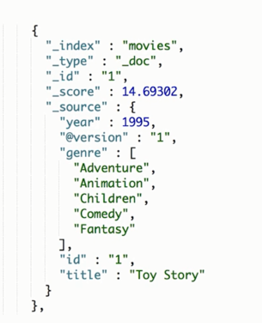 {
"_index" : "movies",
"_type" : "_doc",
"_id" : "1",
"_score" : 14.69302,
"_source" : {
"year" : 1995,
"@version" : "1",
"genre" : [
"Adventure",
"Animation",
"Children",
"Comedy",
"Fantasy"
],
"id" : "1",
"title" : "Toy Story"
}
},